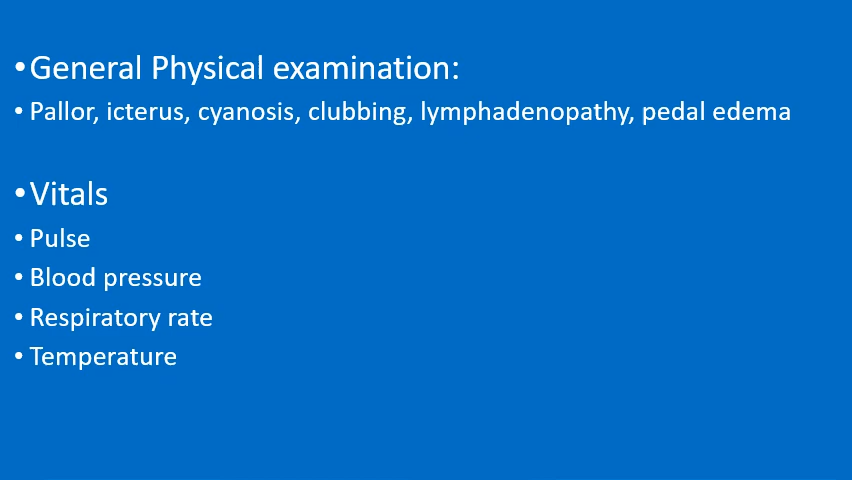 •General Physical examination:
• Pallor, icterus, cyanosis, clubbing, lymphadenopathy, pedal edema
•Vitals
• Pulse
• Blood pressure
• Respiratory rate
• Temperature